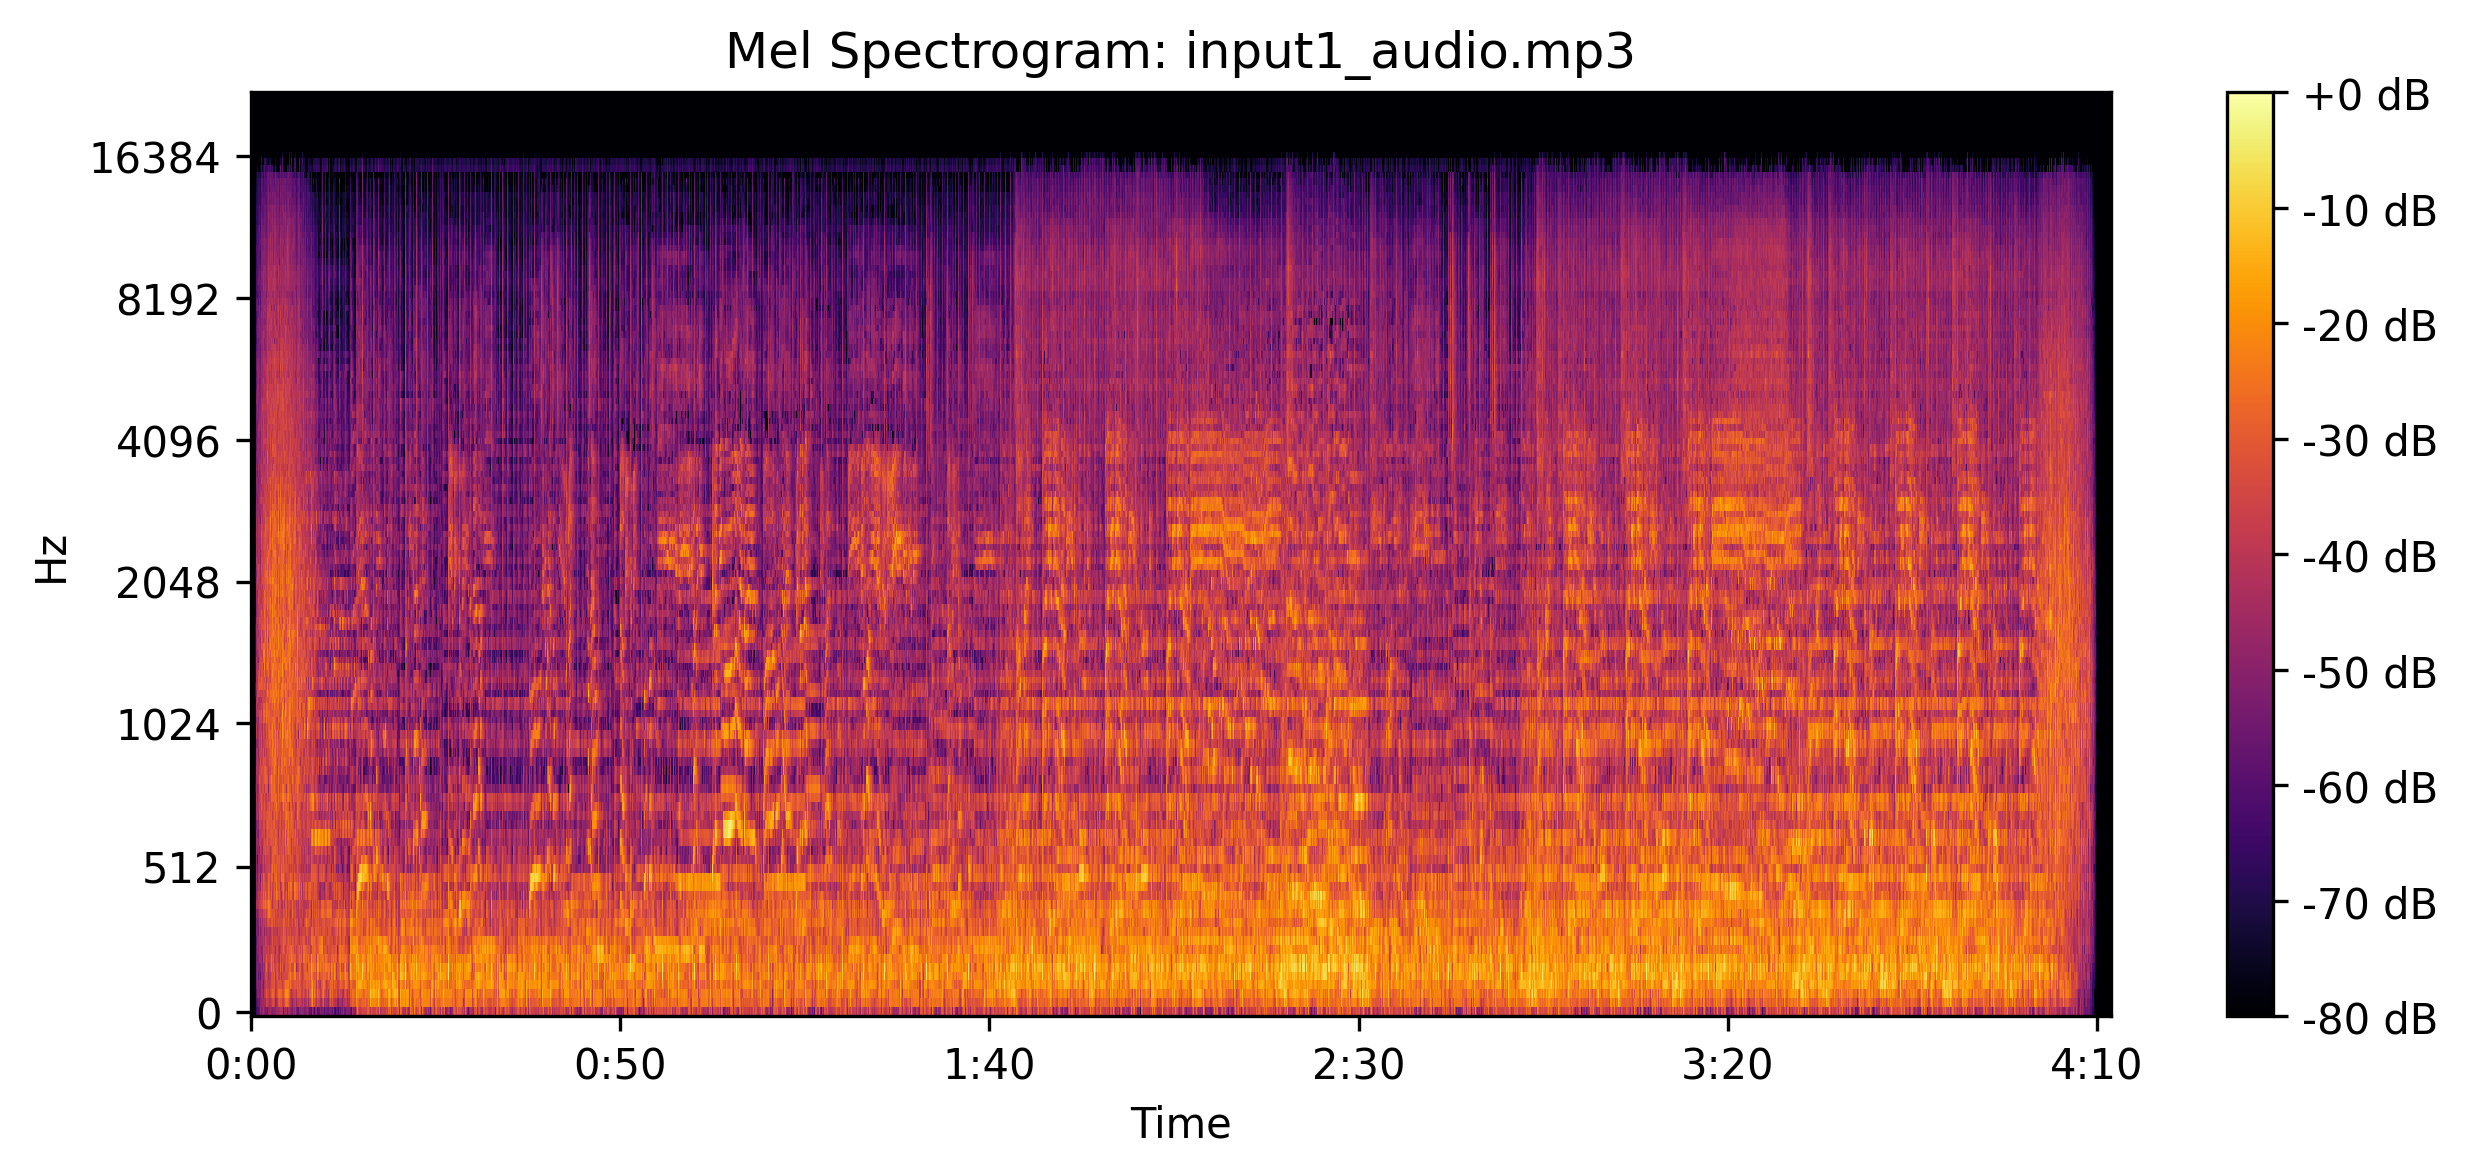 Mel Spectrogram: input1_audio.mp3
+0 dB
-10 dB
-20 dB
-30 dB
-40 dB
-50 dB
-60 dB
-70 dB
-80 dB
16384
8192
4096
2048
1024
512
0
Hz
0:00 0:50 1:40 2:30 3:20 4:10
Time